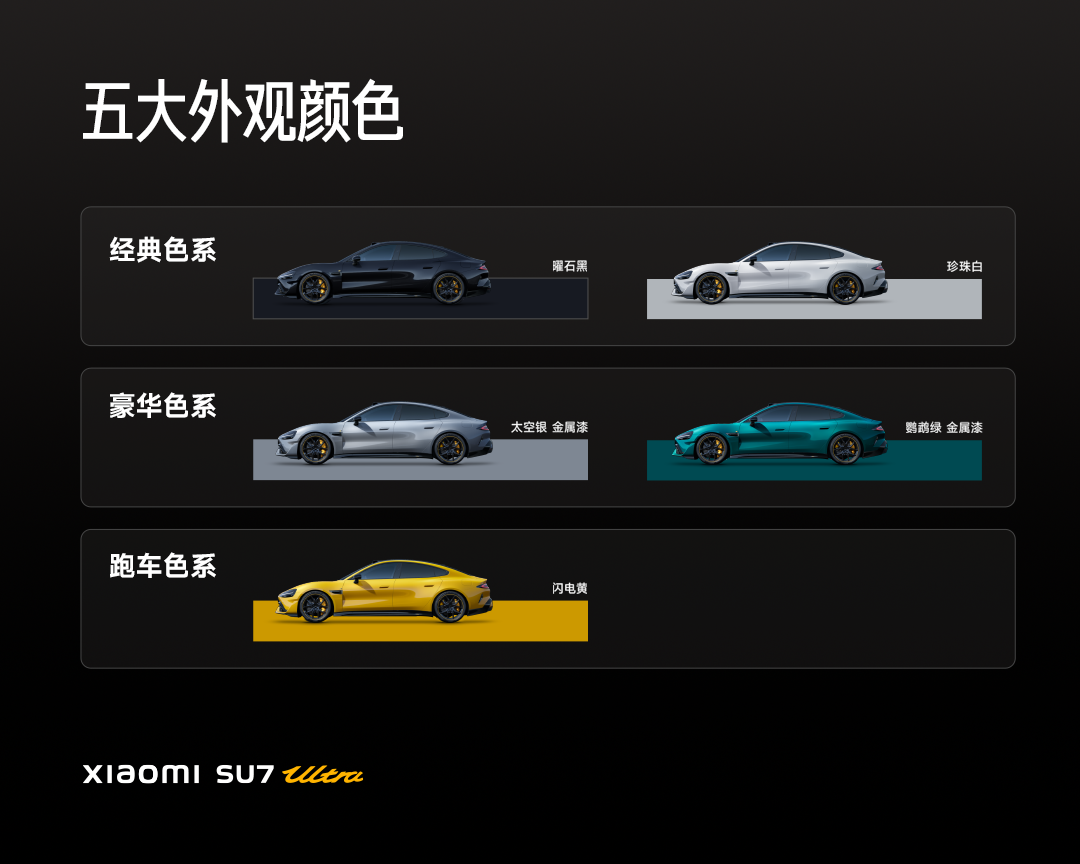 五大外观颜色
经典色系
曜石黑
珍珠白
豪华色系
太空银 金属漆
鹦鹉绿 金属漆
跑车色系
闪电黄
XIAOMI SU7 Ultra